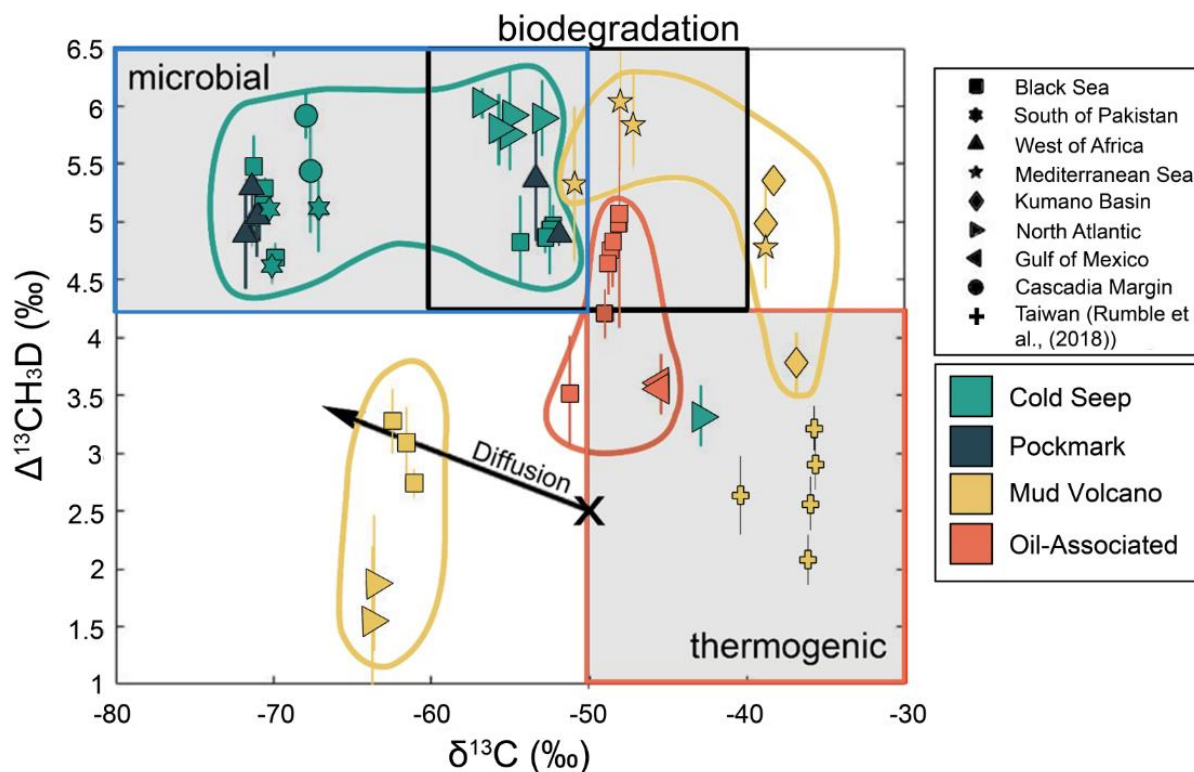 biodegradation
microbial
thermogenic
Diffusion
X
6.5
6
5.5
5
4.5
4
3.5
3
2.5
2
1.5
1
Δ¹³CH₃D (‰)
-80
-70
-60
-50
-40
-30
δ¹³C (‰)
Black Sea
South of Pakistan
West of Africa
Mediterranean Sea
Kumano Basin
North Atlantic
Gulf of Mexico
Cascadia Margin
Taiwan (Rumble et
al., (2018))
Cold Seep
Pockmark
Mud Volcano
Oil-Associated